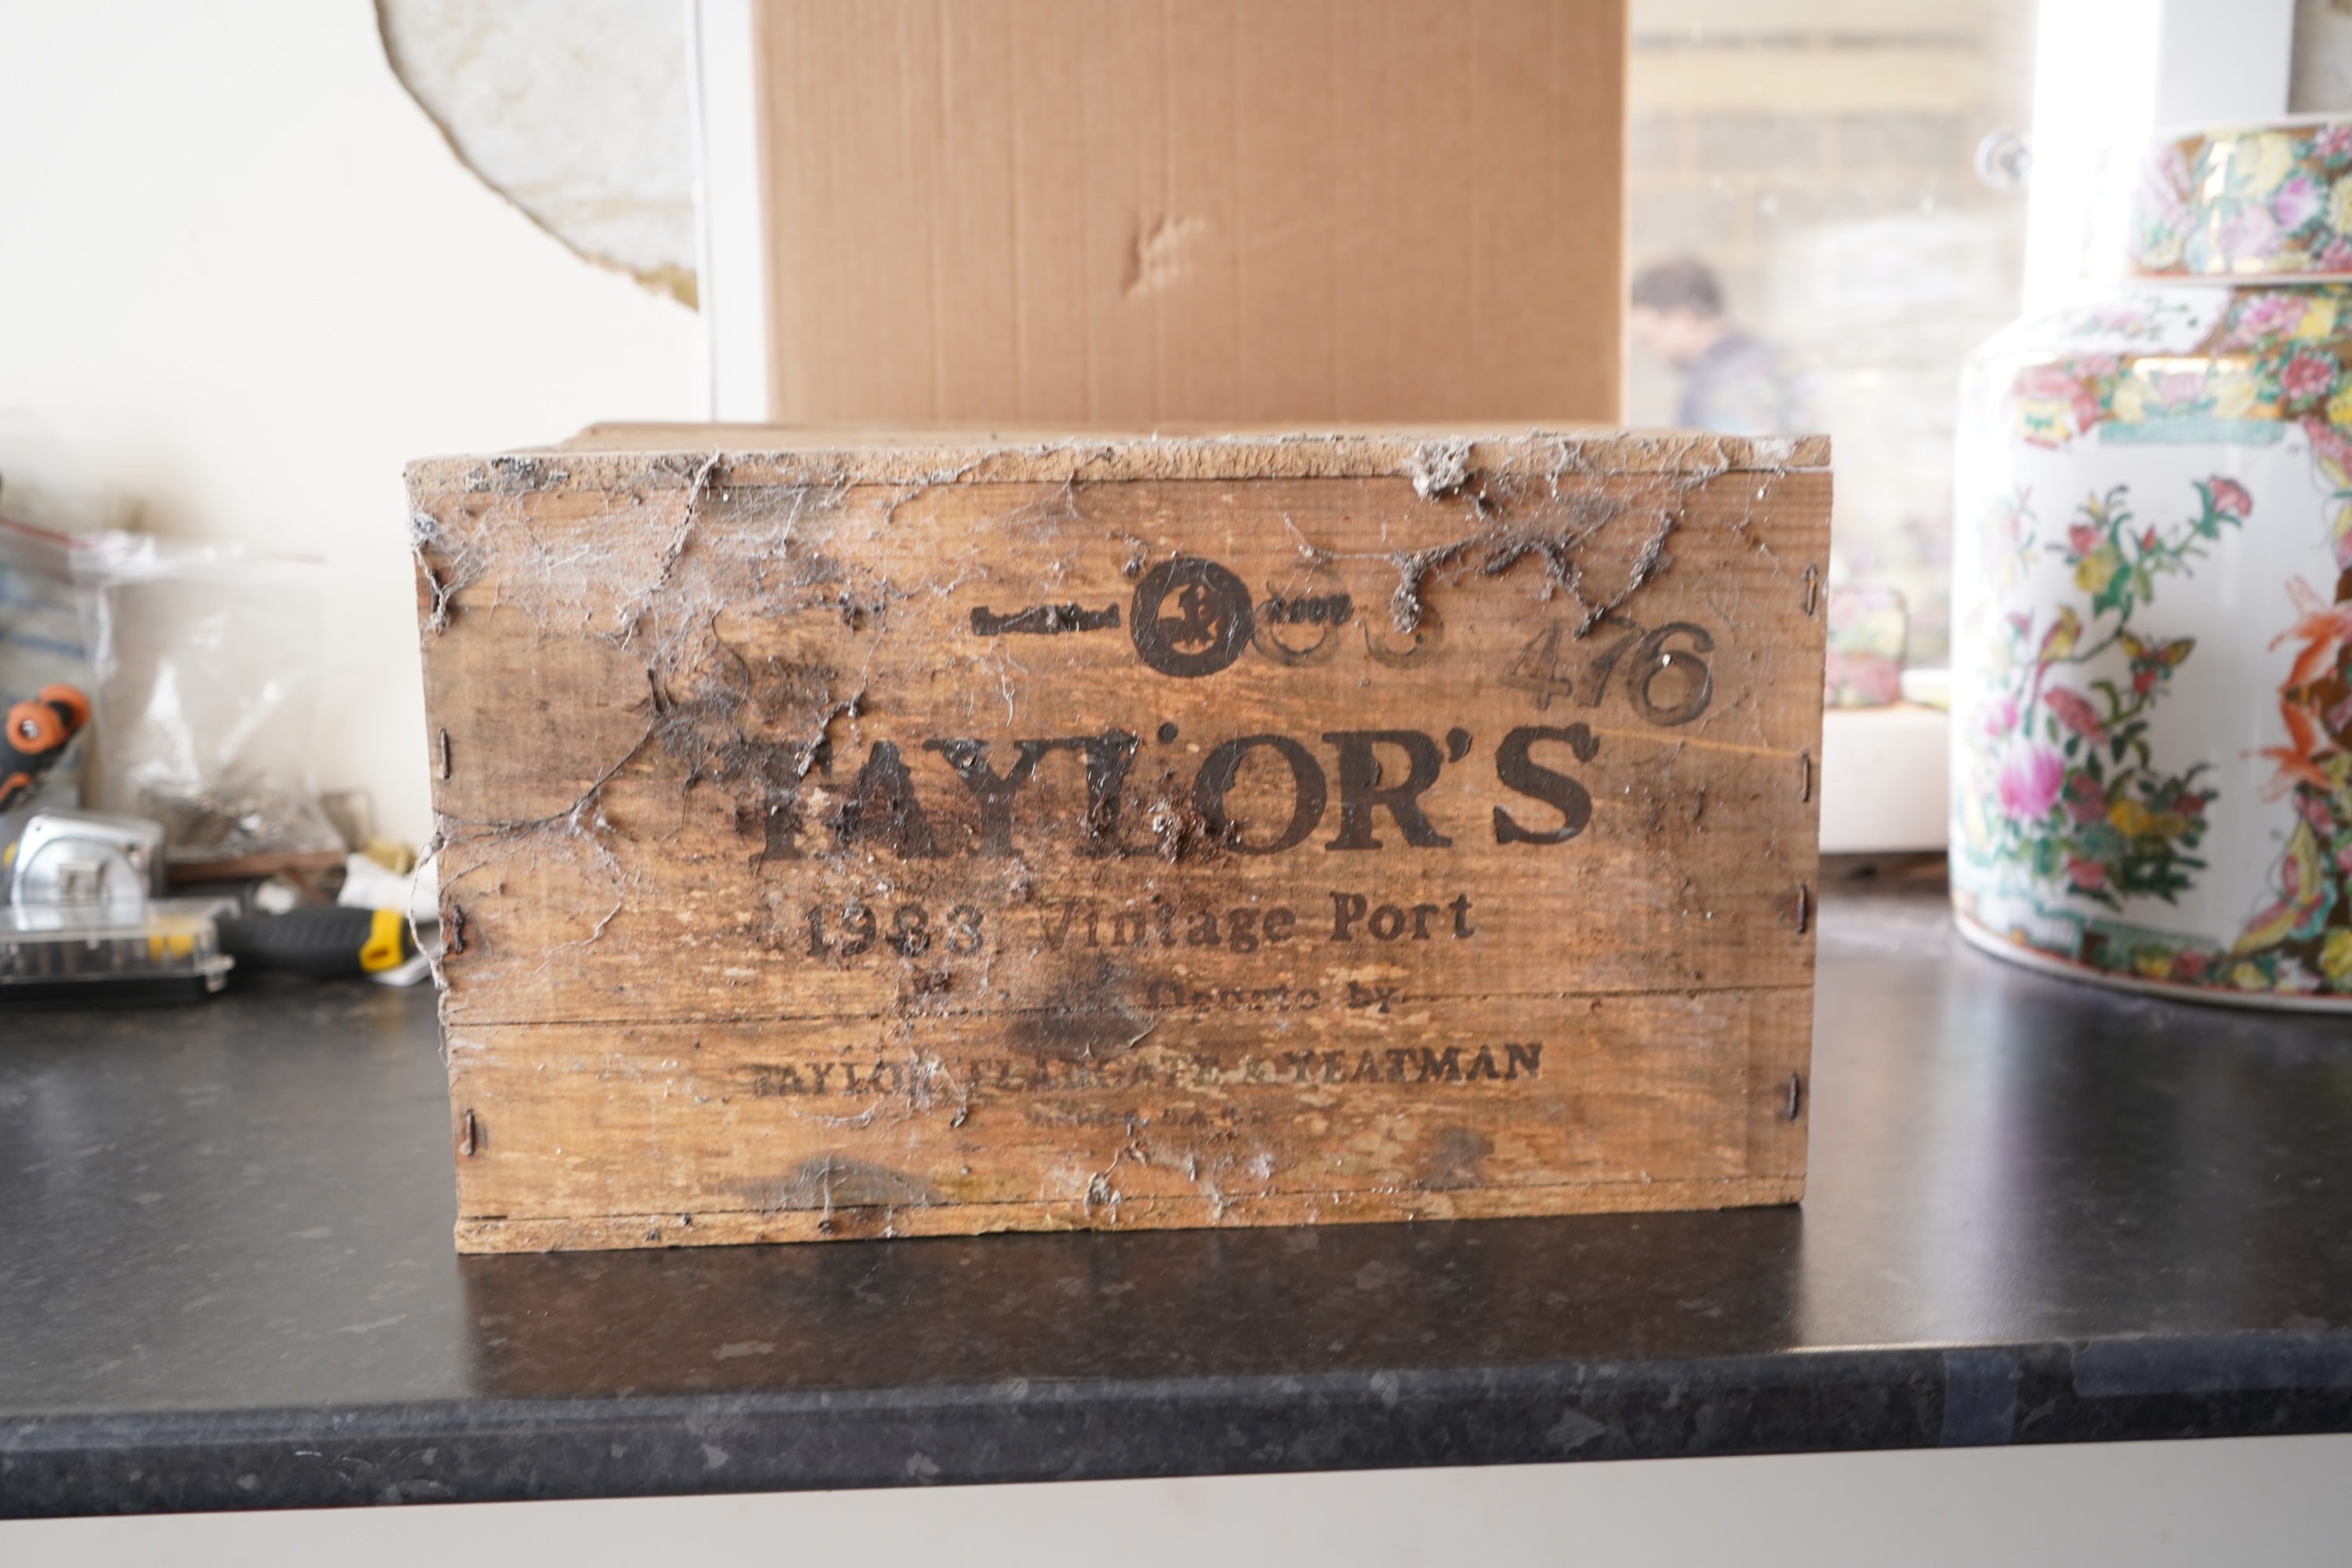 476
TAYLOR'S
1983 Vintage Port
Oporto by
TAYLOR, FLADGATE & YEATMAN